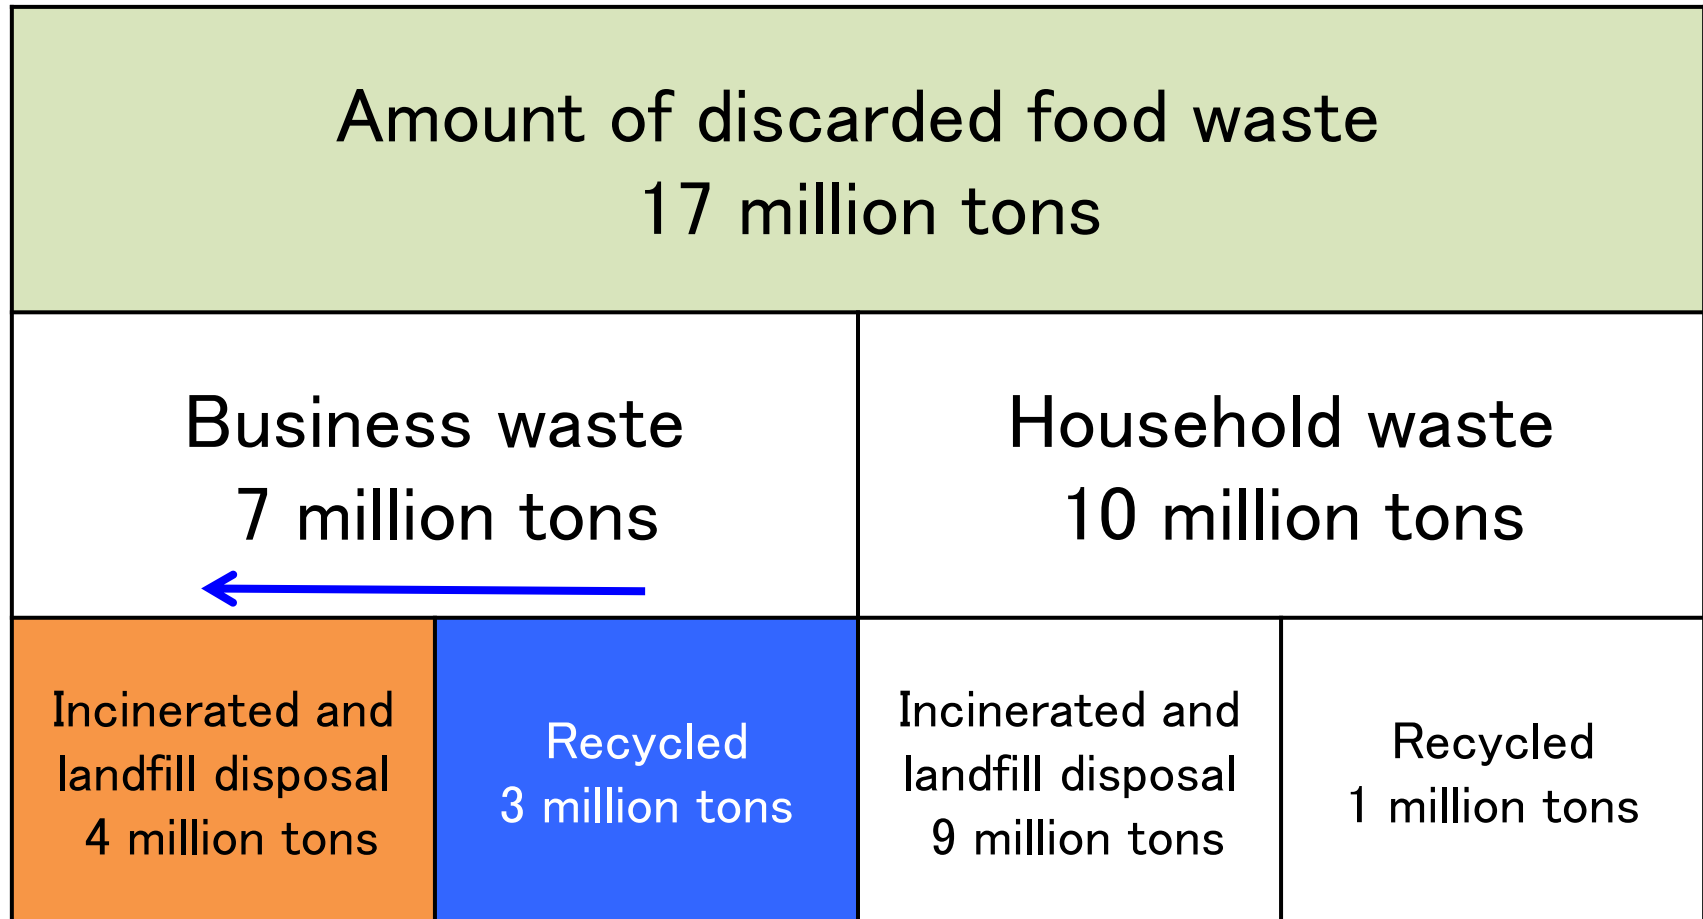 Amount of discarded food waste
17 million tons
Business waste
7 million tons
Household waste
10 million tons
Incinerated and
landfill disposal
4 million tons
Recycled
3 million tons
Incinerated and
landfill disposal
9 million tons
Recycled
1 million tons